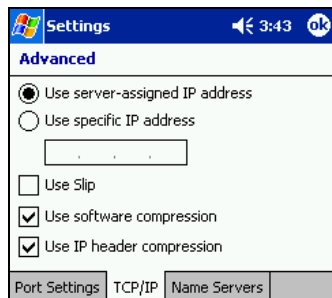 Settings 3:43 ok
Advanced
Use server-assigned IP address
Use specific IP address
. . .
Use Slip
Use software compression
Use IP header compression
Port Settings TCP/IP Name Servers